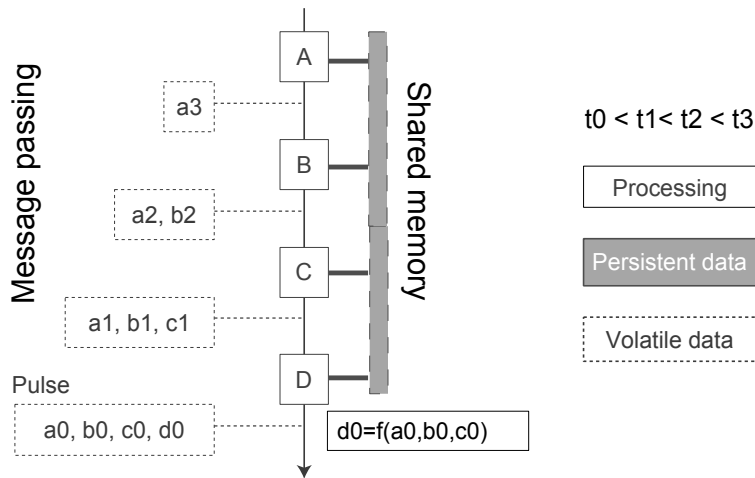 Message passing
A
a3
B
a2, b2
C
a1, b1, c1
D
Pulse
a0, b0, c0, d0
d0=f(a0,b0,c0)
Shared memory
t0 < t1< t2 < t3
Processing
Persistent data
Volatile data